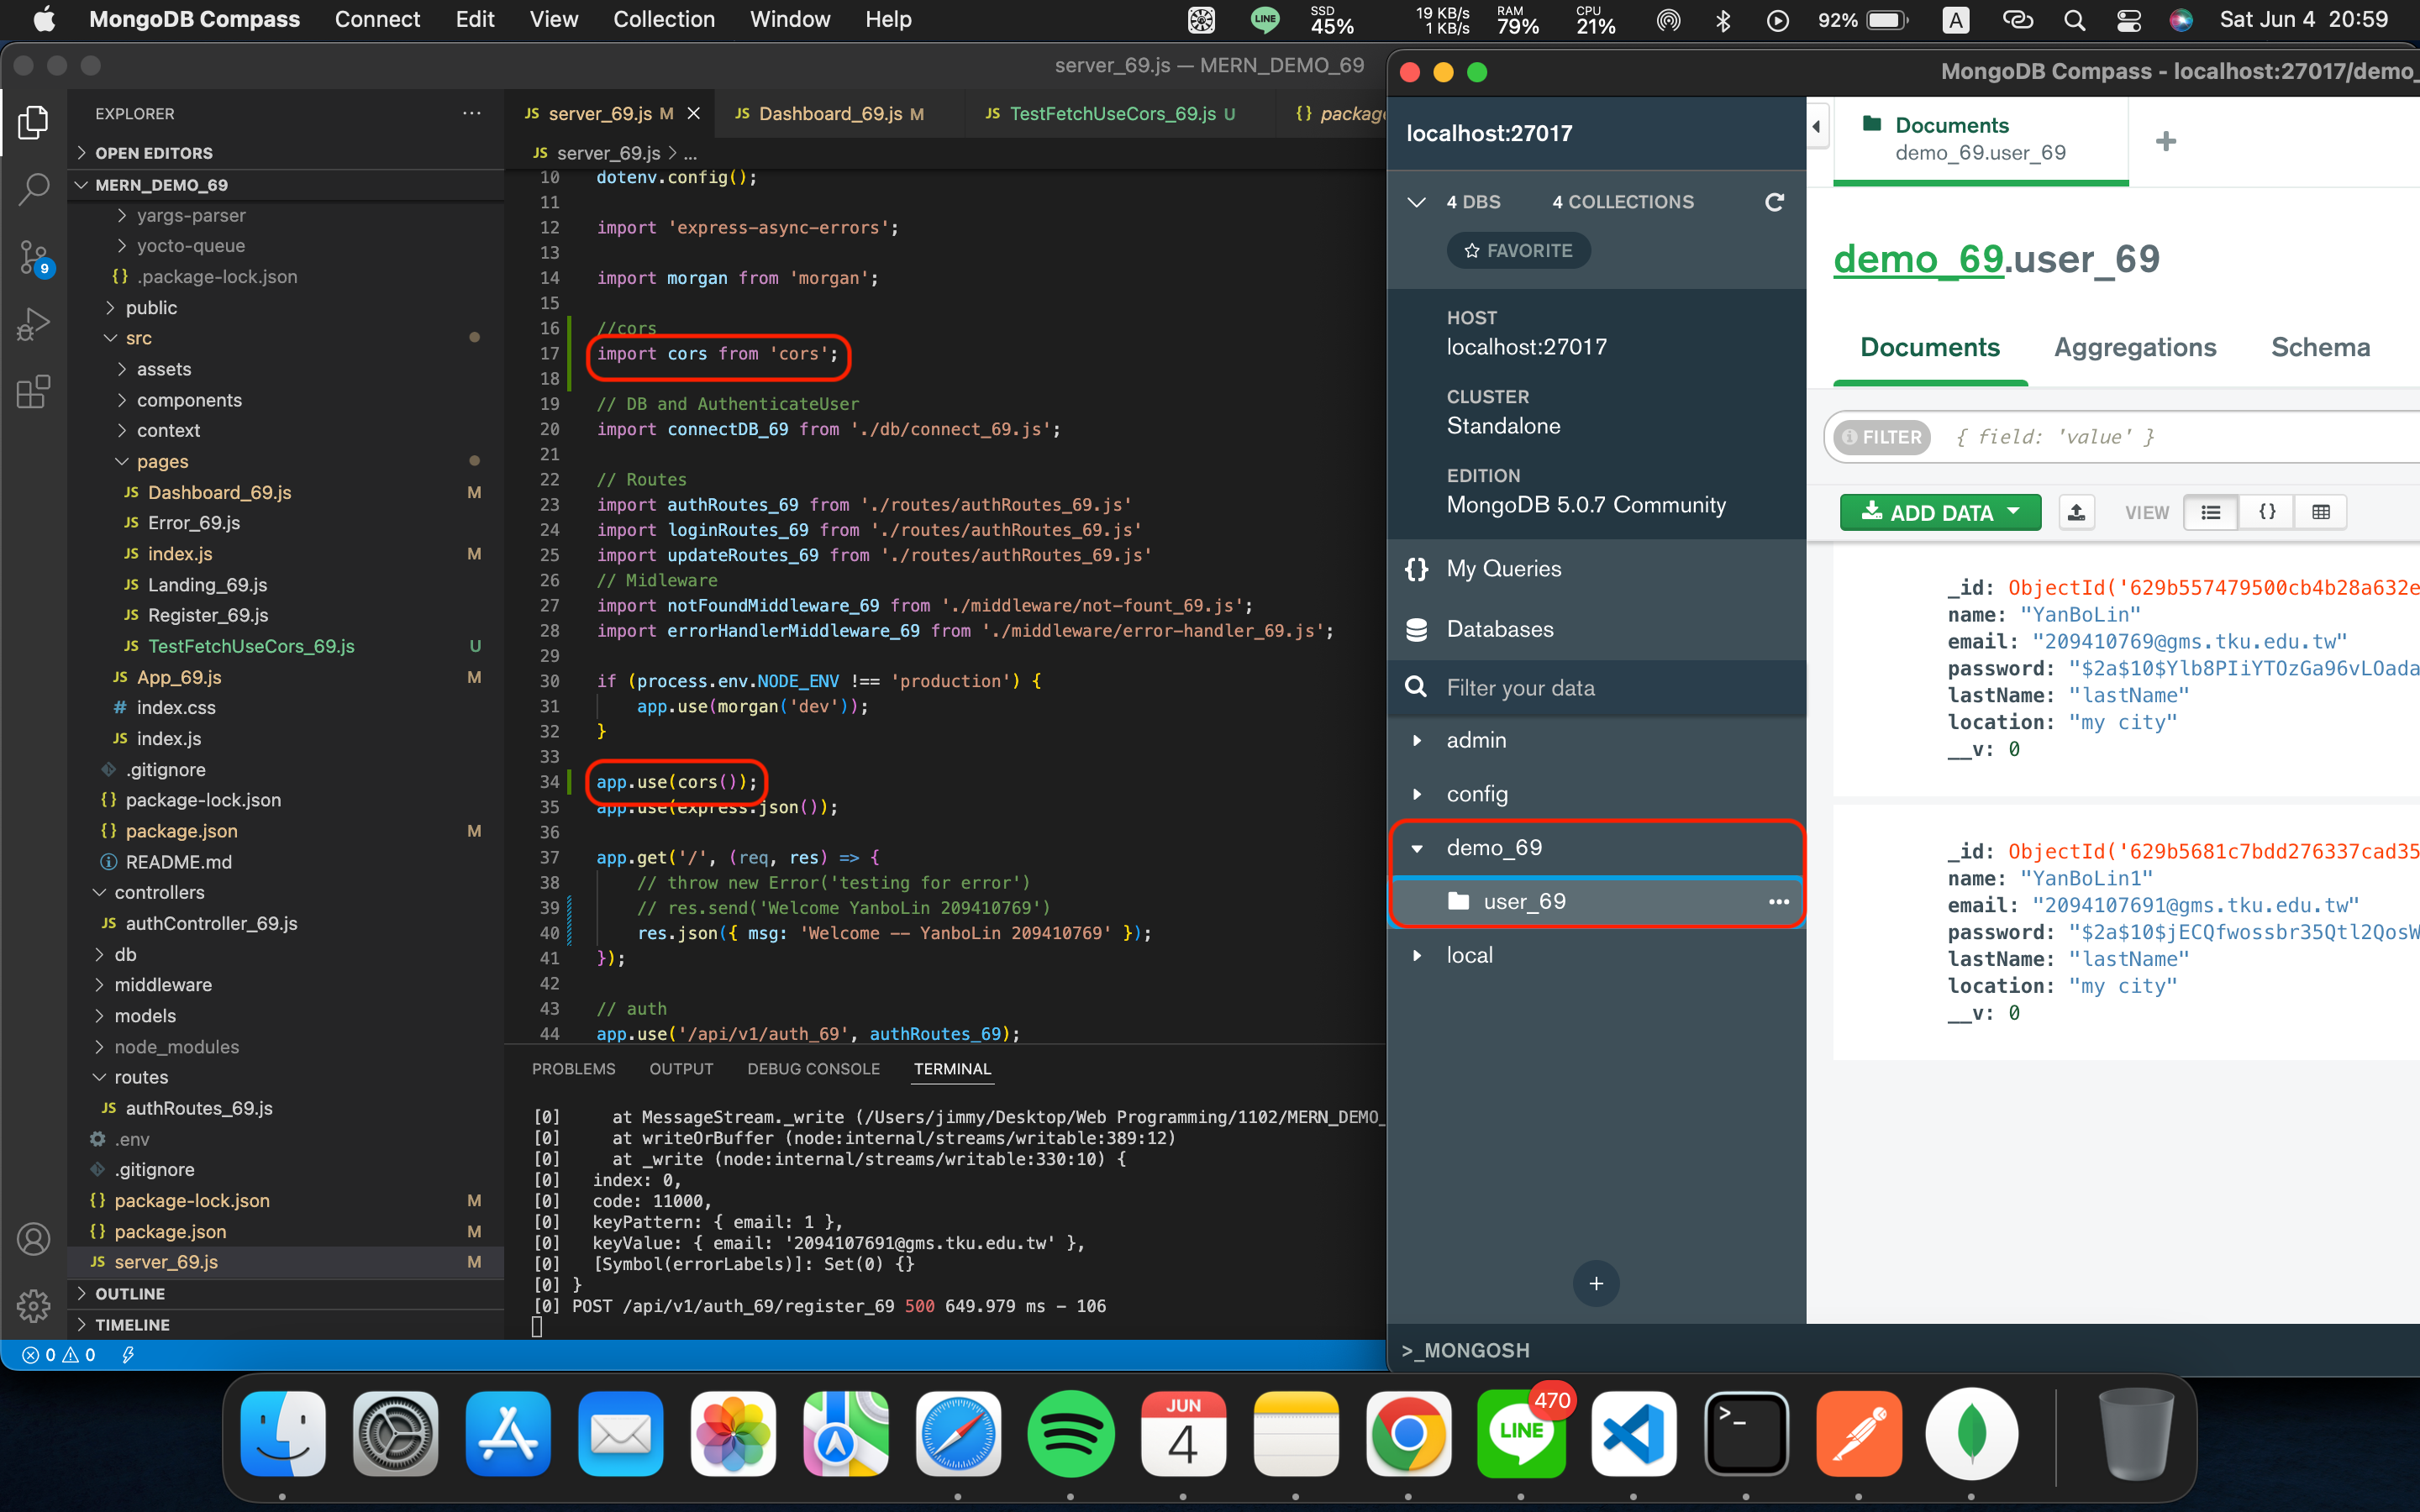 MongoDB Compass Connect Edit View Collection Window Help
LINE
SSD 45%
19 KB/s 1 KB/s
RAM 79%
CPU 21%
92%
A
Sat Jun 4 20:59
server_69.js — MERN_DEMO_69
EXPLORER
OPEN EDITORS
MERN_DEMO_69
yargs-parser
yocto-queue
{} .package-lock.json
public
src
assets
components
context
pages
JS Dashboard_69.js M
JS Error_69.js
JS index.js M
JS Landing_69.js
JS Register_69.js
JS TestFetchUseCors_69.js U
JS App_69.js M
# index.css
JS index.js
.gitignore
{} package-lock.json
{} package.json M
README.md
controllers
JS authController_69.js
db
middleware
models
node_modules
routes
JS authRoutes_69.js
.env
.gitignore
{} package-lock.json M
{} package.json M
JS server_69.js M
OUTLINE
TIMELINE
9
0 0
JS server_69.js M
JS Dashboard_69.js M
JS TestFetchUseCors_69.js U
{} package
JS server_69.js > ...
10 dotenv.config();
11
12 import 'express-async-errors';
13
14 import morgan from 'morgan';
15
16 //cors
17 import cors from 'cors';
18
19 // DB and AuthenticateUser
20 import connectDB_69 from './db/connect_69.js';
21
22 // Routes
23 import authRoutes_69 from './routes/authRoutes_69.js'
24 import loginRoutes_69 from './routes/authRoutes_69.js'
25 import updateRoutes_69 from './routes/authRoutes_69.js'
26 // Midleware
27 import notFoundMiddleware_69 from './middleware/not-fount_69.js';
28 import errorHandlerMiddleware_69 from './middleware/error-handler_69.js';
29
30 if (process.env.NODE_ENV !== 'production') {
31 app.use(morgan('dev'));
32 }
33
34 app.use(cors());
35 app.use(express.json());
36
37 app.get('/', (req, res) => {
38 // throw new Error('testing for error')
39 // res.send('Welcome YanboLin 209410769')
40 res.json({ msg: 'Welcome -- YanboLin 209410769' });
41 });
42
43 // auth
44 app.use('/api/v1/auth_69', authRoutes_69);
PROBLEMS OUTPUT DEBUG CONSOLE TERMINAL
[0] at MessageStream._write (/Users/jimmy/Desktop/Web Programming/1102/MERN_DEMO_
[0] at writeOrBuffer (node:internal/streams/writable:389:12)
[0] at _write (node:internal/streams/writable:330:10) {
[0] index: 0,
[0] code: 11000,
[0] keyPattern: { email: 1 },
[0] keyValue: { email: '2094107691@gms.tku.edu.tw' },
[0] [Symbol(errorLabels)]: Set(0) {}
[0] }
[0] POST /api/v1/auth_69/register_69 500 649.979 ms - 106
MongoDB Compass - localhost:27017/demo_
localhost:27017
4 DBS 4 COLLECTIONS
FAVORITE
HOST
localhost:27017
CLUSTER
Standalone
EDITION
MongoDB 5.0.7 Community
{} My Queries
Databases
Filter your data
admin
config
demo_69
user_69
local
+
>_MONGOSH
Documents
demo_69.user_69
+
demo_69.user_69
Documents Aggregations Schema
FILTER { field: 'value' }
ADD DATA VIEW {}
_id: ObjectId('629b557479500cb4b28a632e
name: "YanBoLin"
email: "209410769@gms.tku.edu.tw"
password: "$2a$10$Ylb8PIiYTOzGa96vLOada
lastName: "lastName"
location: "my city"
__v: 0
_id: ObjectId('629b5681c7bdd276337cad35
name: "YanBoLin1"
email: "2094107691@gms.tku.edu.tw"
password: "$2a$10$jECQfwossbr35Qtl2QosW
lastName: "lastName"
location: "my city"
__v: 0
JUN
4
LINE
470
>_